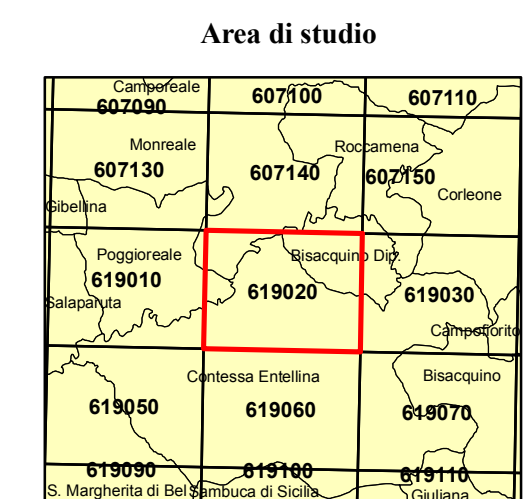 Area di studio
Camporeale
607090
607100
607110
Monreale
Roccamena
607130
607140
607150
Corleone
Gibellina
Poggioreale
Bisacquino Dip.
619010
619020
619030
Salaparuta
Campofiorito
Contessa Entellina
Bisacquino
619050
619060
619070
619090
619100
619110
S. Margherita di Bel
Sambuca di Sicilia
Giuliana